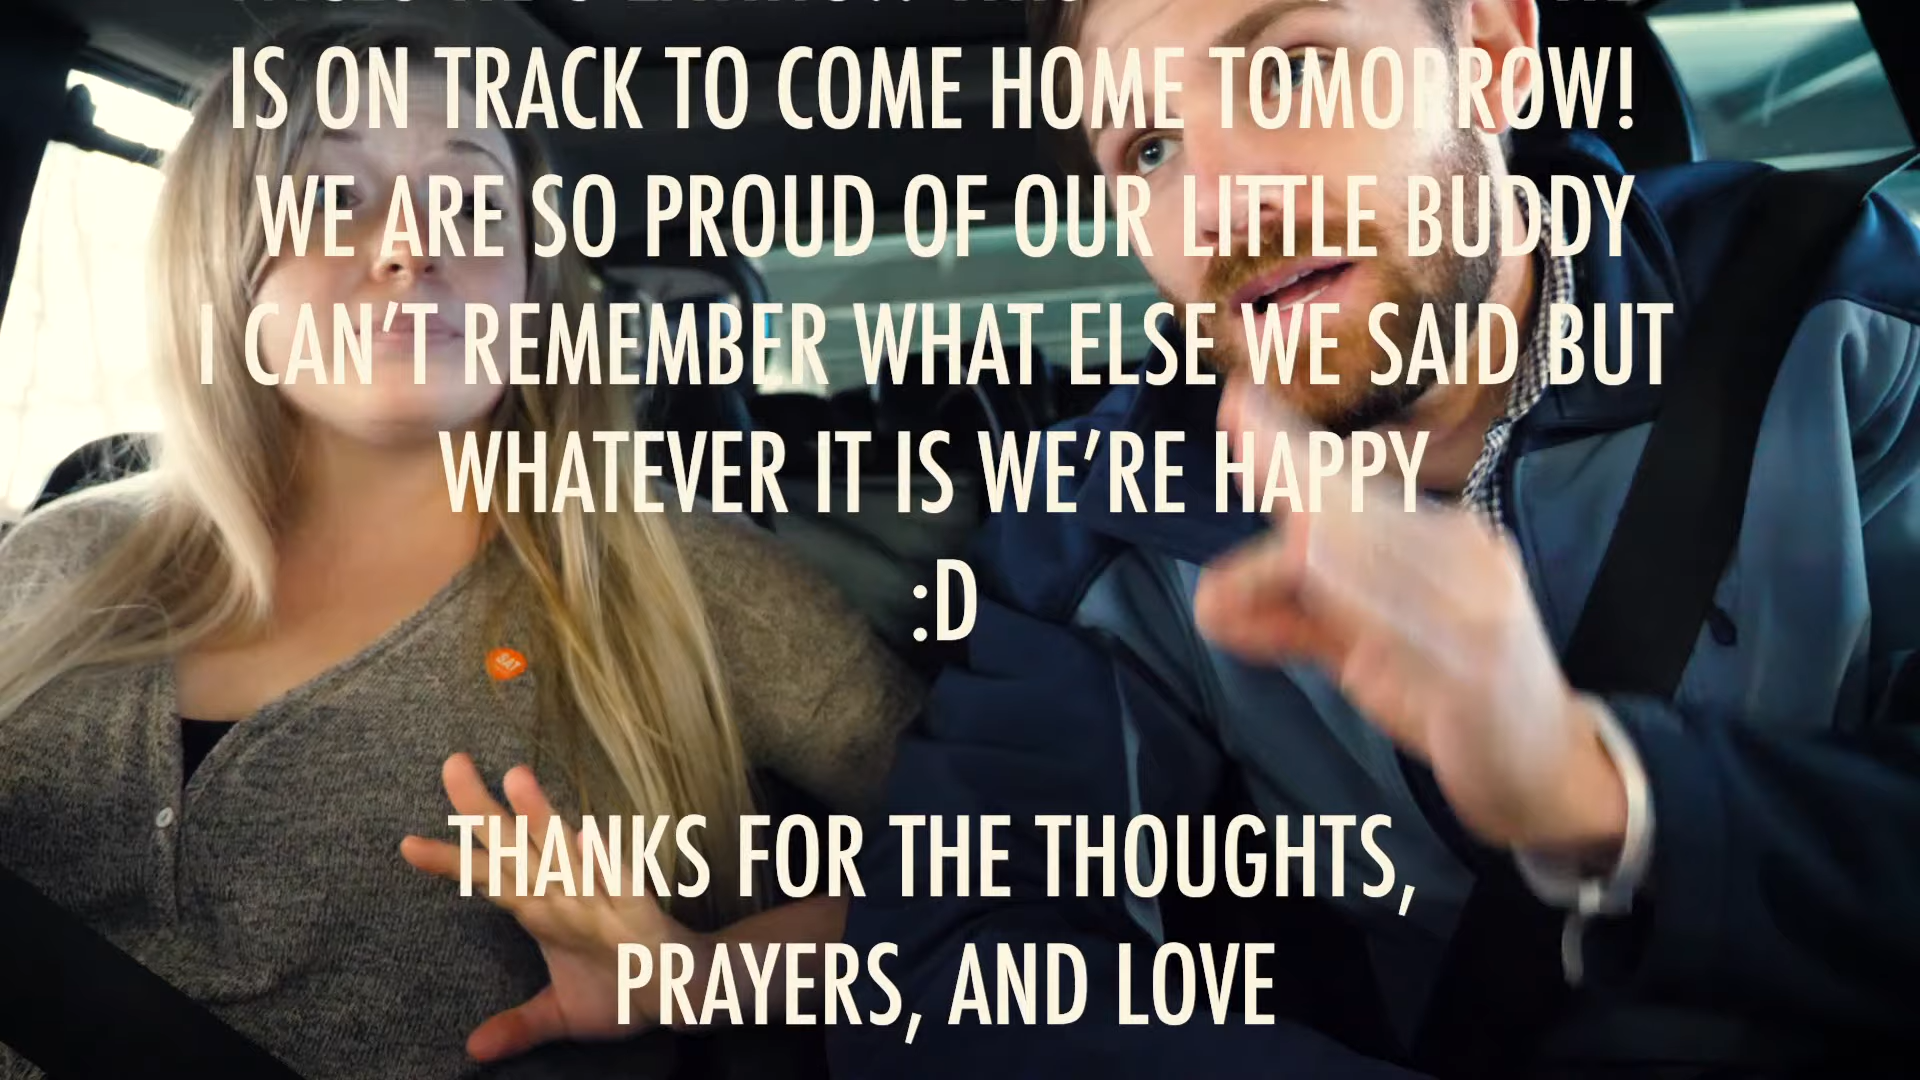 IS ON TRACK TO COME HOME TOMORROW!
WE ARE SO PROUD OF OUR LITTLE BUDDY
I CAN'T REMEMBER WHAT ELSE WE SAID BUT
WHATEVER IT IS WE'RE HAPPY
:D
SAT
THANKS FOR THE THOUGHTS,
PRAYERS, AND LOVE